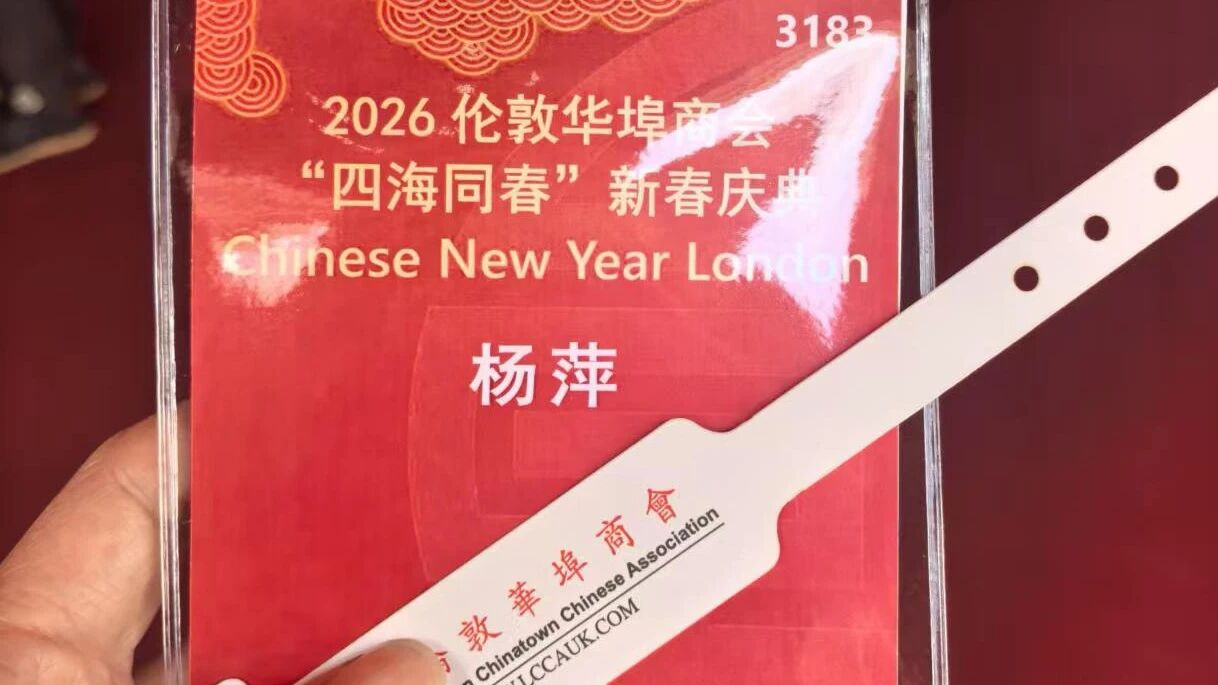 3183
2026 伦敦华埠商会
“四海同春”新春庆典
Chinese New Year London
杨萍
敦華埠商會
Chinatown Chinese Association
LCCAUK.COM